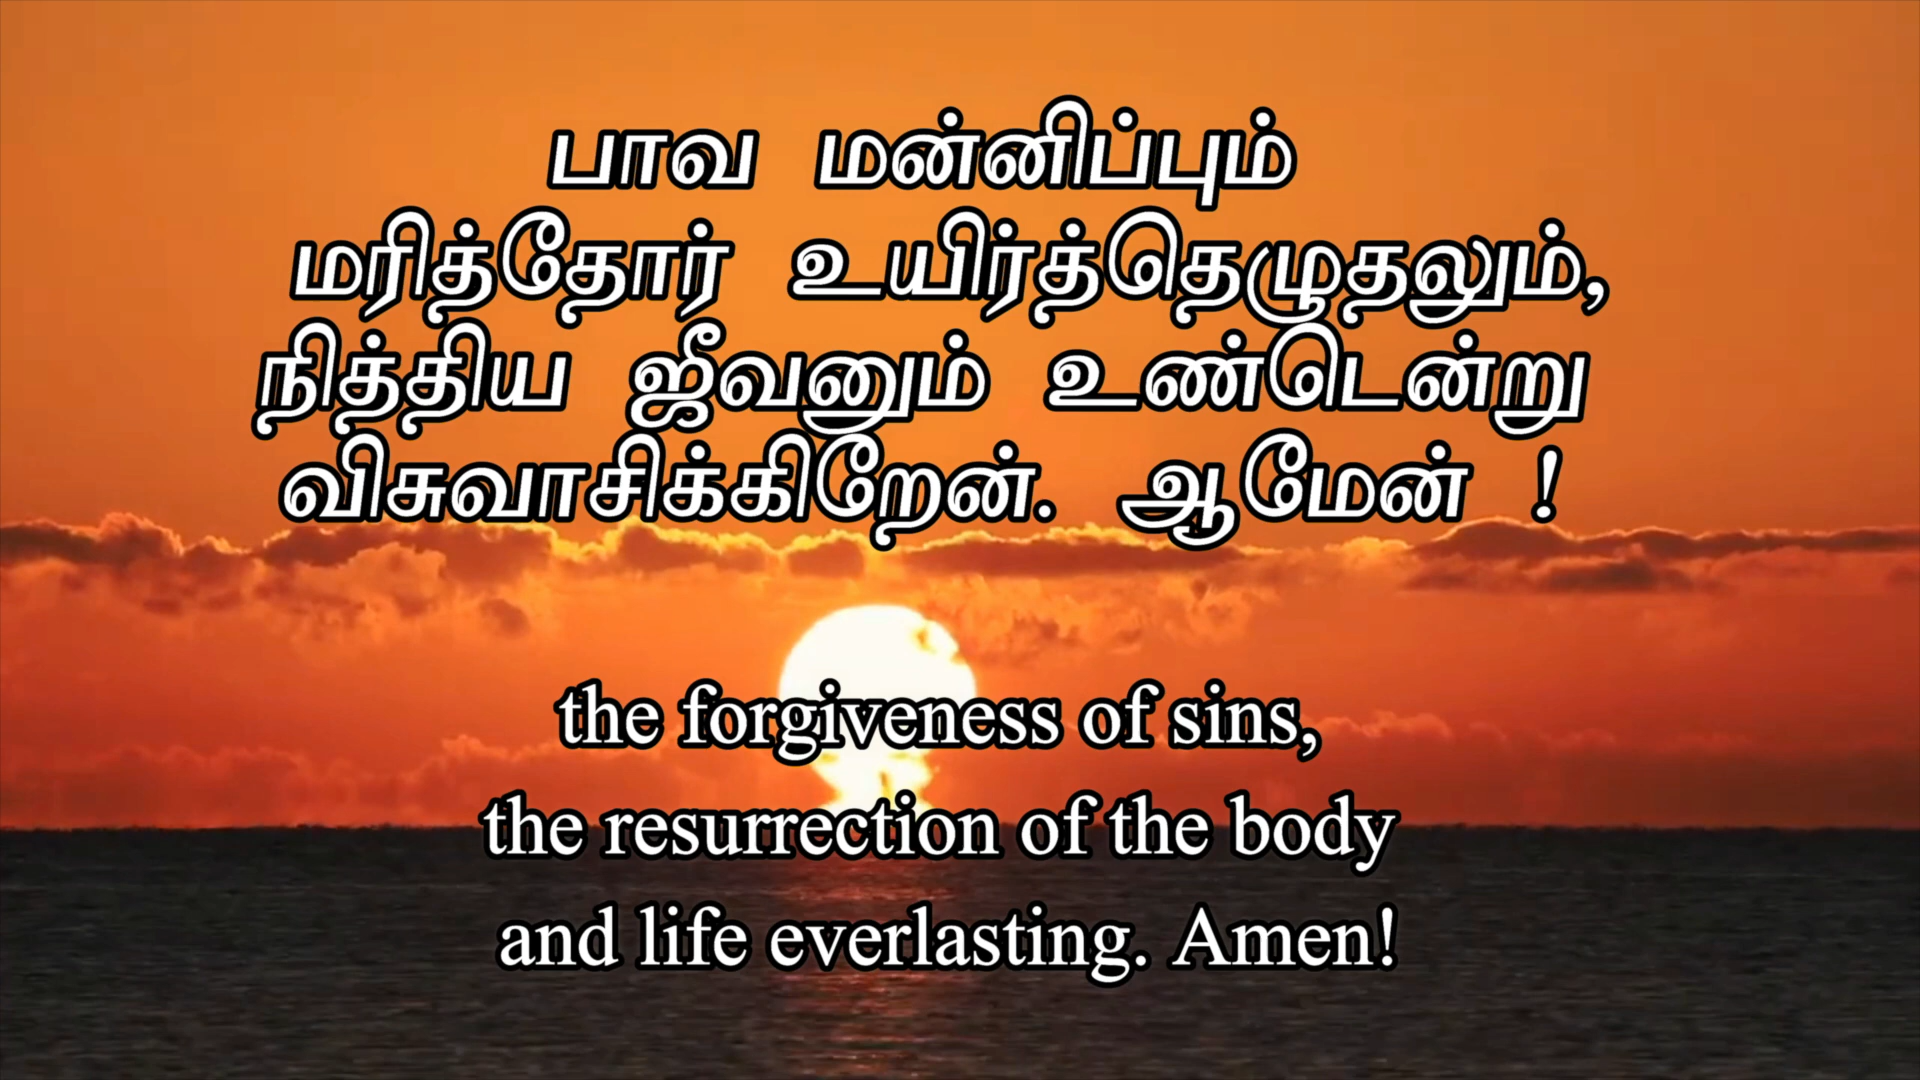 பாவ மன்னிப்பும்
மரித்தோர் உயிர்த்தெழுதலும்,
நித்திய ஜீவனும் உண்டென்று
விசுவாசிக்கிறேன். ஆமேன் !
the forgiveness of sins,
the resurrection of the body
and life everlasting. Amen!